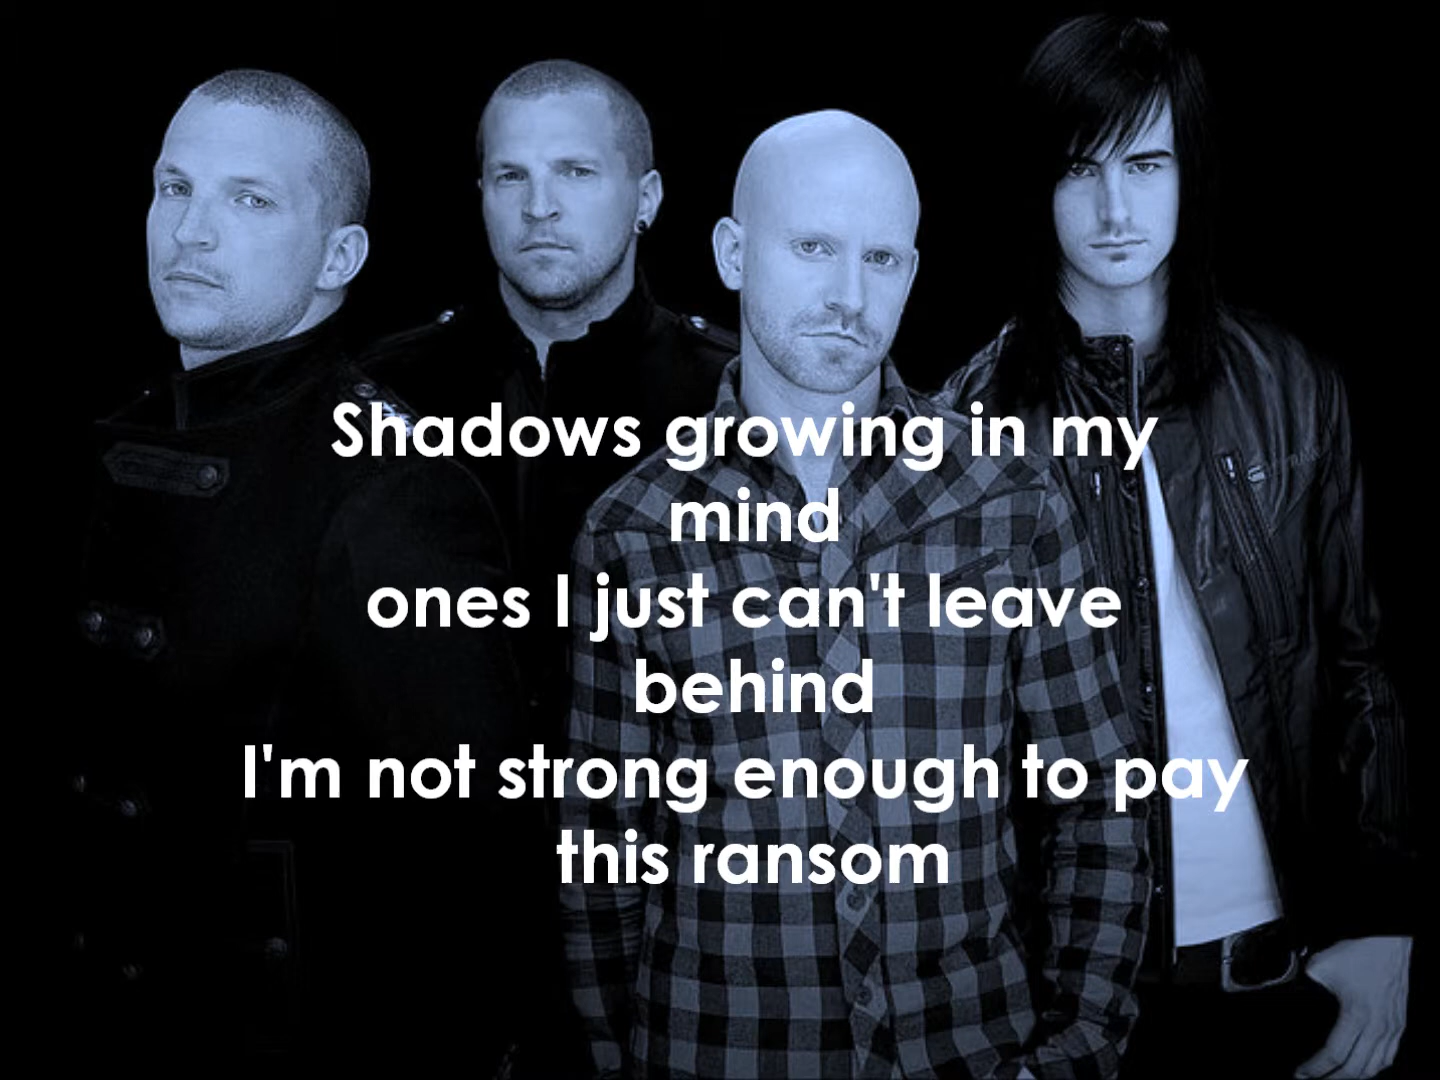 Shadows growing in my
mind
ones I just can't leave
behind
I'm not strong enough to pay
this ransom